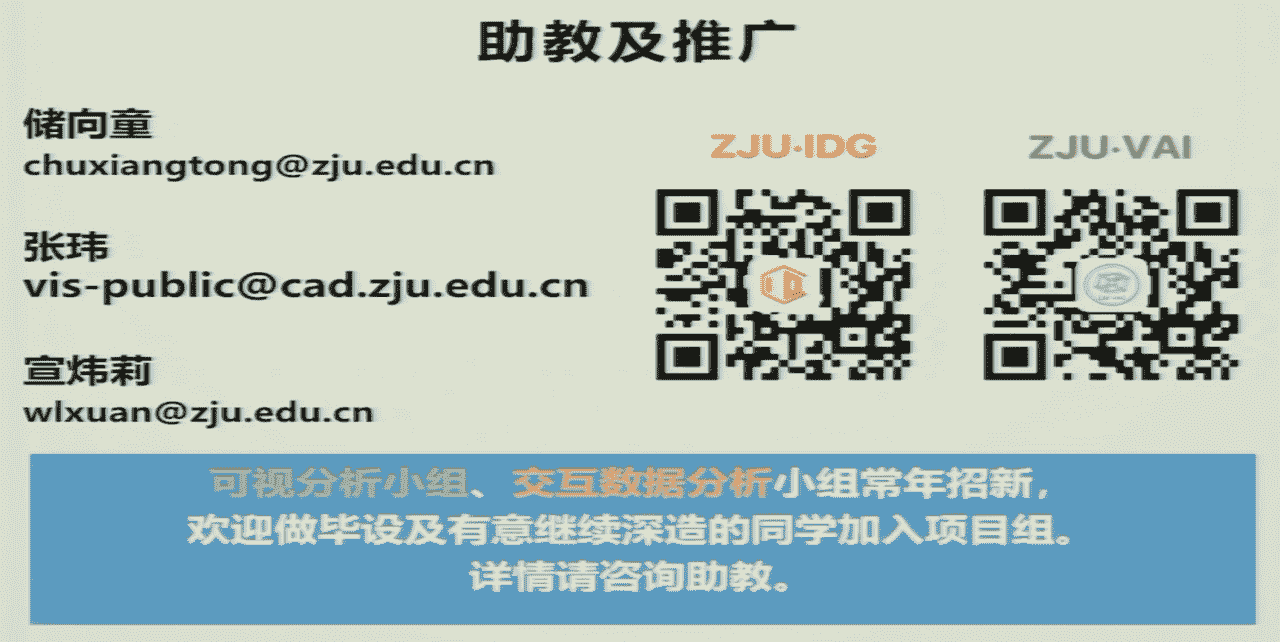 助教及推广
储向童
chuxiangtong@zju.edu.cn
张玮
vis-public@cad.zju.edu.cn
宣炜莉
wlxuan@zju.edu.cn
ZJU·IDG
ZJU·VAI
可视分析小组、交互数据分析小组常年招新，
欢迎做毕设及有意继续深造的同学加入项目组。
详情请咨询助教。